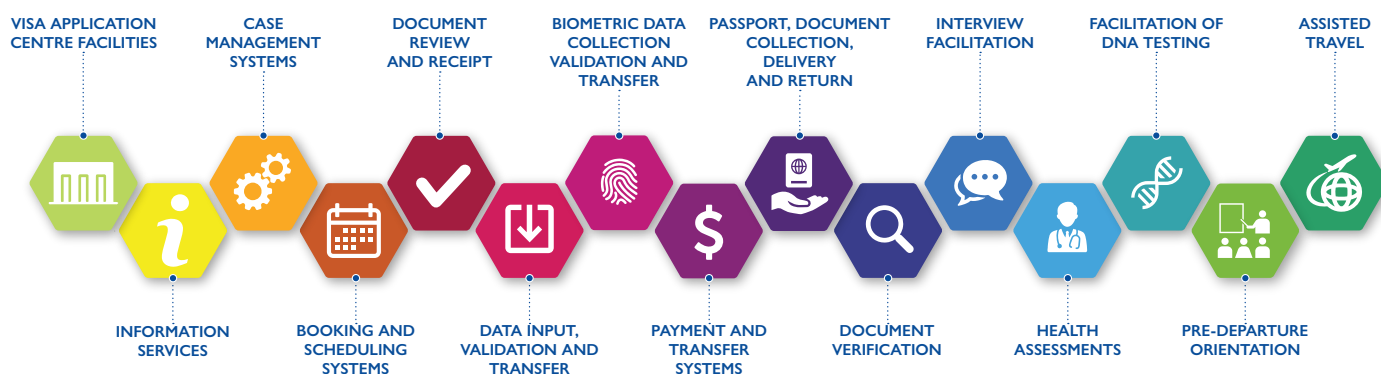 VISA APPLICATION
CENTRE FACILITIES
CASE
MANAGEMENT
SYSTEMS
DOCUMENT
REVIEW
AND RECEIPT
BIOMETRIC DATA
COLLECTION
VALIDATION AND
TRANSFER
PASSPORT, DOCUMENT
COLLECTION,
DELIVERY
AND RETURN
INTERVIEW
FACILITATION
FACILITATION OF
DNA TESTING
ASSISTED
TRAVEL
i
$
INFORMATION
SERVICES
BOOKING AND
SCHEDULING
SYSTEMS
DATA INPUT,
VALIDATION AND
TRANSFER
PAYMENT AND
TRANSFER
SYSTEMS
DOCUMENT
VERIFICATION
HEALTH
ASSESSMENTS
PRE-DEPARTURE
ORIENTATION